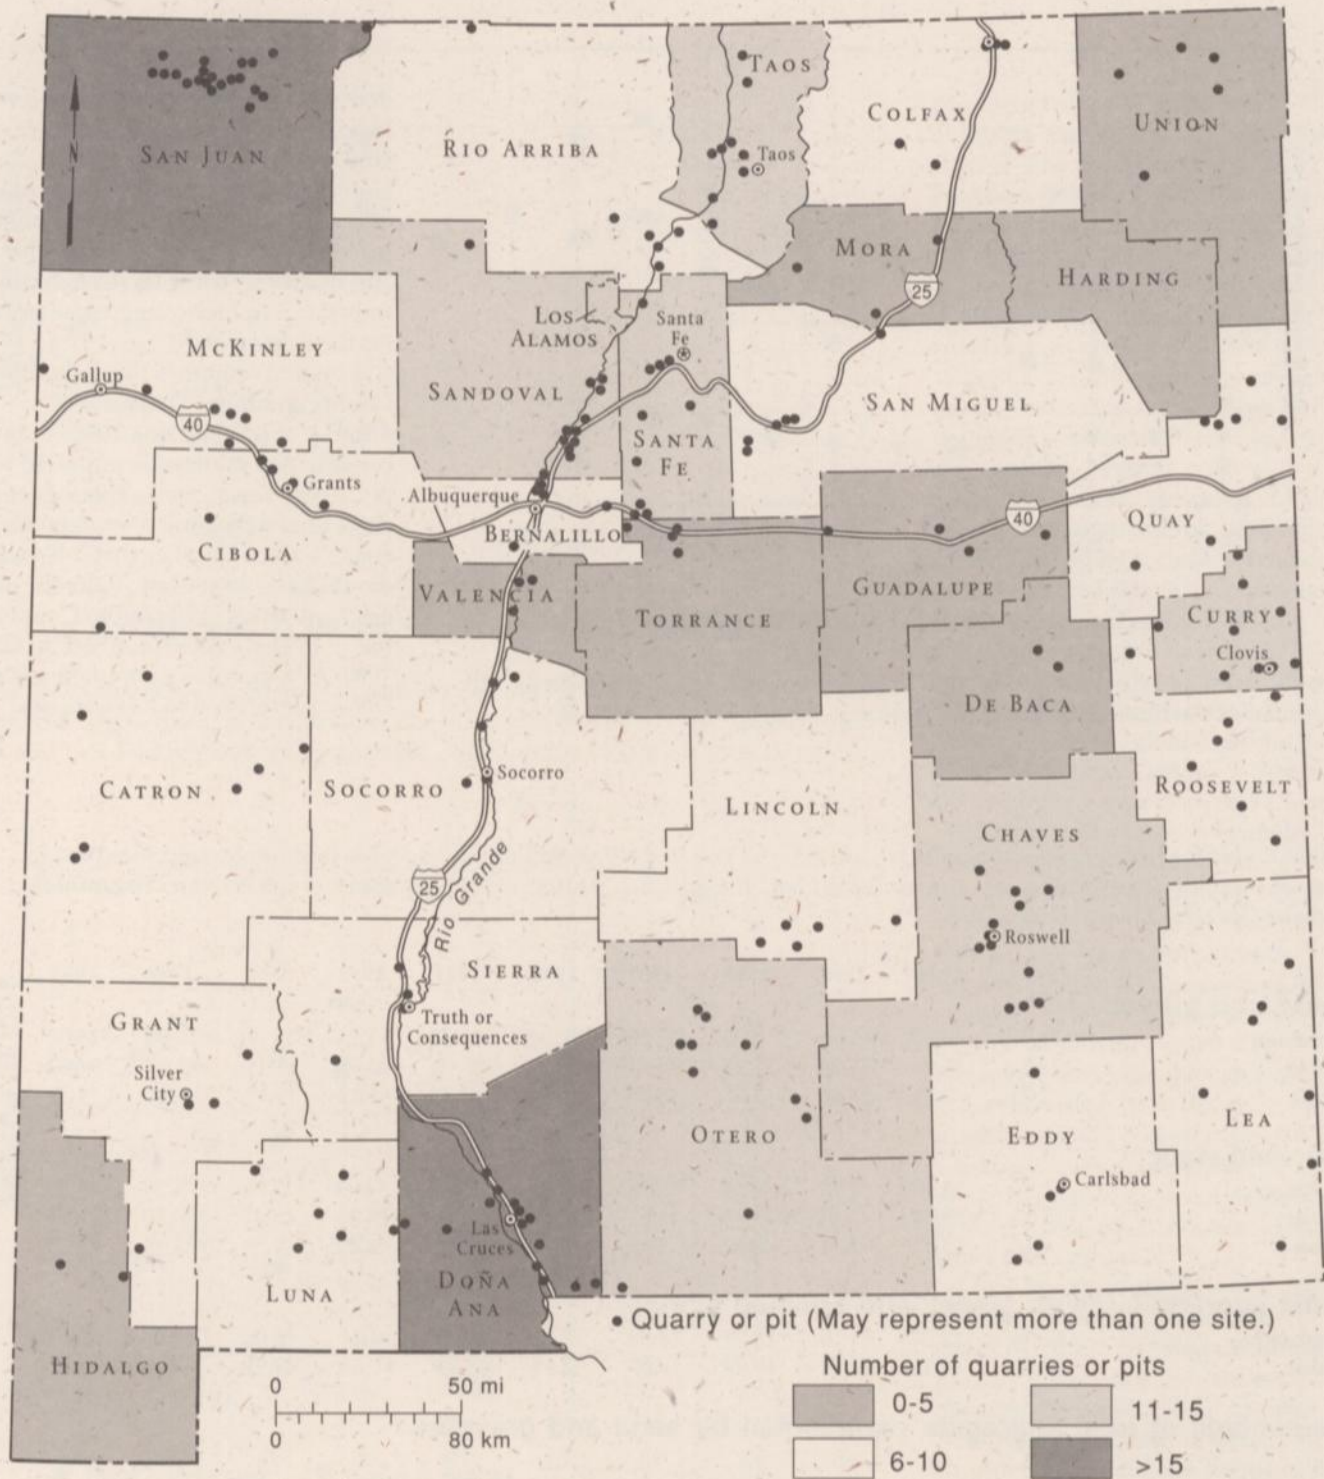 TAOS
COLFAX
UNION
N
SAN JUAN
RIO ARRIBA
Taos
MORA
HARDING
25
LOS
ALAMOS
Santa
Fe
MCKINLEY
Gallup
SANDOVAL
SAN MIGUEL
40
SANTA
FE
Grants
Albuquerque
BERNALILLO
40
QUAY
CIBOLA
VALENCIA
TORRANCE
GUADALUPE
CURRY
Clovis
DE BACA
CATRON
SOCORRO
Socorro
LINCOLN
ROOSEVELT
CHAVES
25
Rio Grande
Roswell
SIERRA
GRANT
Truth or
Consequences
Silver
City
OTERO
EDDY
LEA
Carlsbad
Las
Cruces
DOÑA
ANA
LUNA
HIDALGO
Quarry or pit (May represent more than one site.)
Number of quarries or pits
0-5
11-15
6-10
>15
0 50 mi
0 80 km